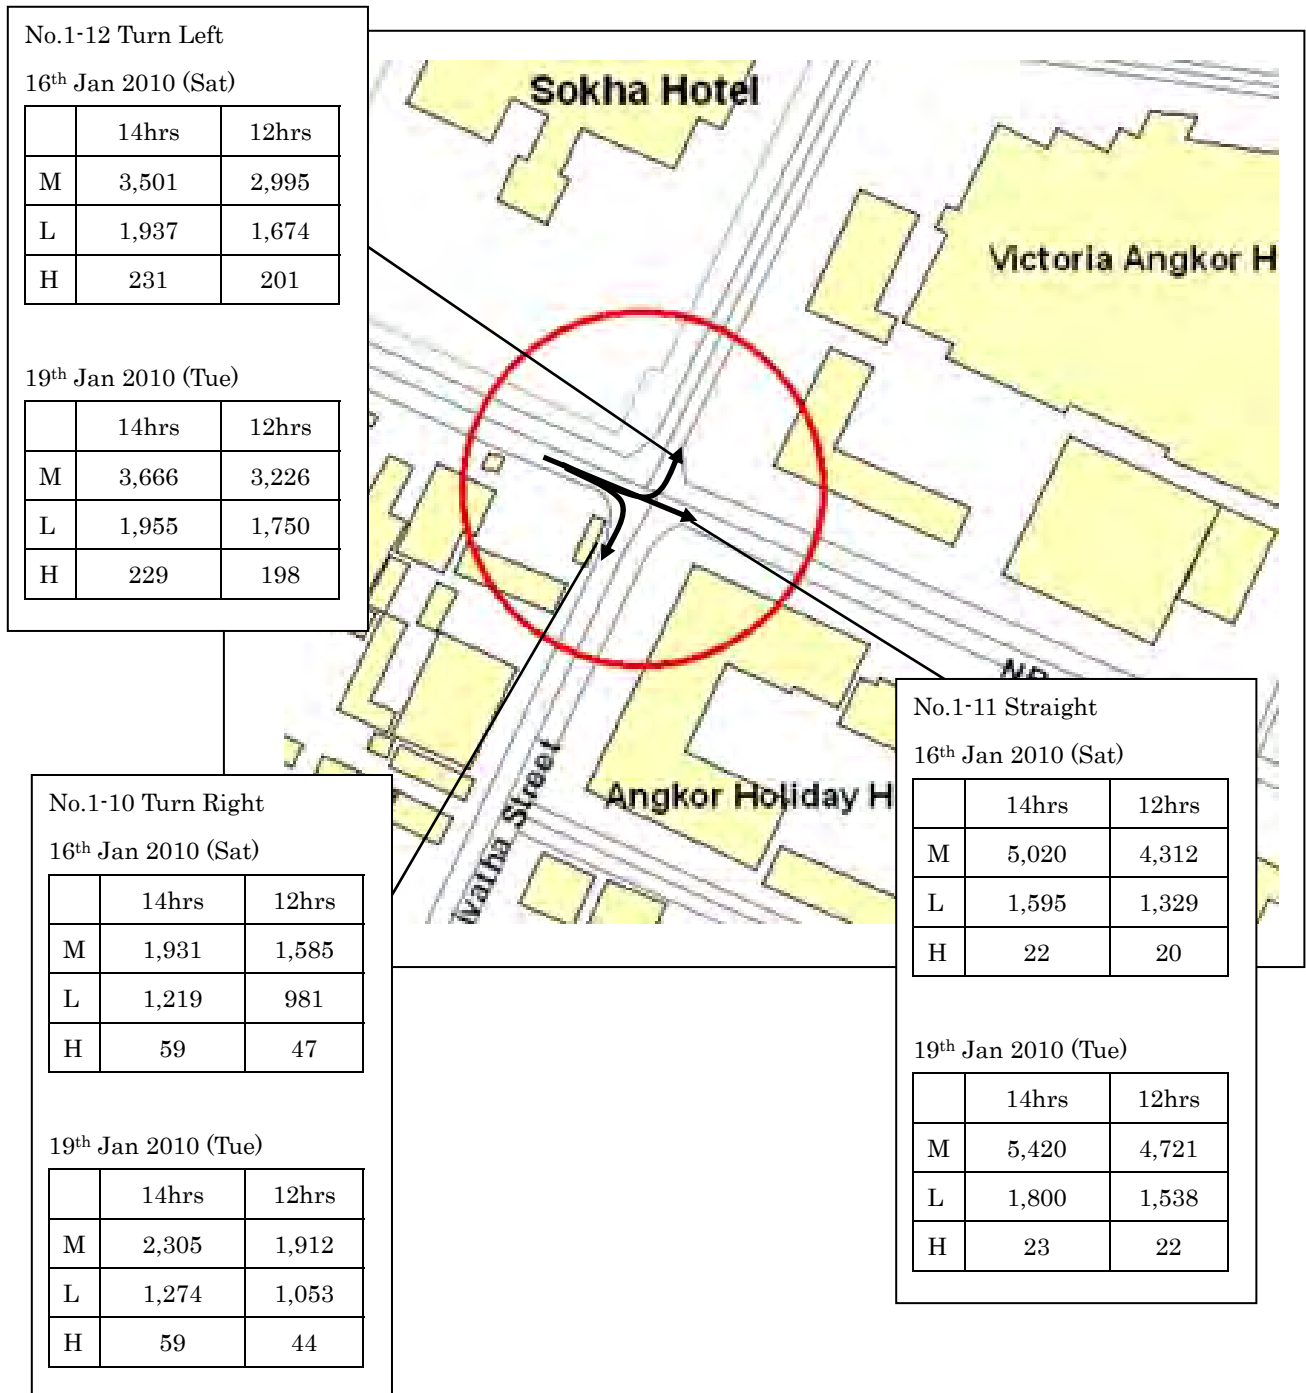 No.1-12 Turn Left
16th Jan 2010 (Sat)
14hrs 12hrs
M 3,501 2,995
L 1,937 1,674
H 231 201
19th Jan 2010 (Tue)
14hrs 12hrs
M 3,666 3,226
L 1,955 1,750
H 229 198
Sokha Hotel
Victoria Angkor H
Angkor Holiday H
ivatha Street
No.1-11 Straight
16th Jan 2010 (Sat)
14hrs 12hrs
M 5,020 4,312
L 1,595 1,329
H 22 20
19th Jan 2010 (Tue)
14hrs 12hrs
M 5,420 4,721
L 1,800 1,538
H 23 22
No.1-10 Turn Right
16th Jan 2010 (Sat)
14hrs 12hrs
M 1,931 1,585
L 1,219 981
H 59 47
19th Jan 2010 (Tue)
14hrs 12hrs
M 2,305 1,912
L 1,274 1,053
H 59 44